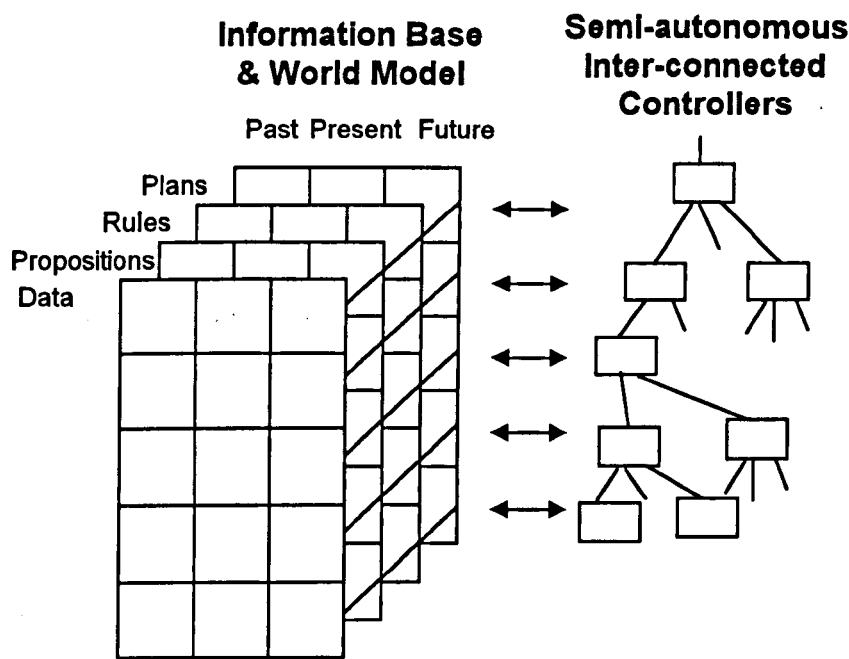 Information Base
& World Model
Semi-autonomous
Inter-connected
Controllers
Past Present Future
Plans
Rules
Propositions
Data